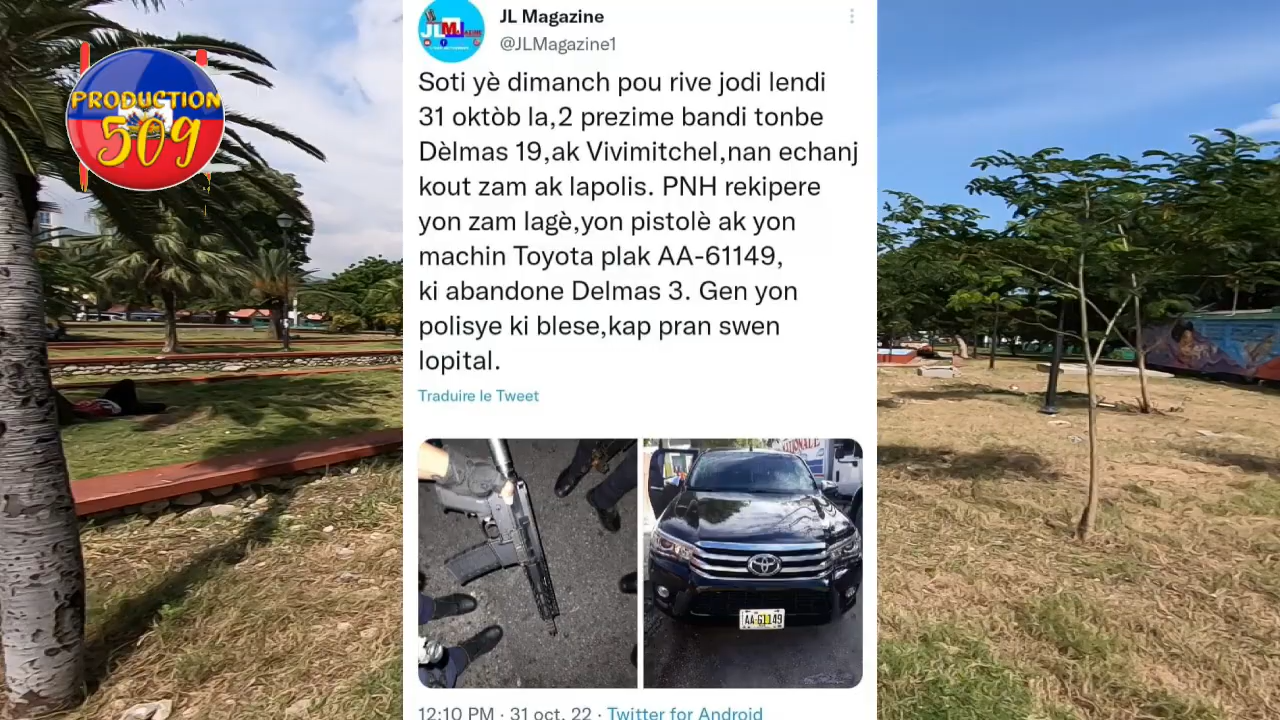 PRODUCTION
509
JL Magazine
@JLMagazine1
Soti yè dimanch pou rive jodi lendi
31 oktòb la,2 prezime bandi tonbe
Dèlmas 19,ak Vivimitchel,nan echanj
kout zam ak lapolis. PNH rekipere
yon zam lagè,yon pistolè ak yon
machin Toyota plak AA-61149,
ki abandone Delmas 3. Gen yon
polisye ki blese,kap pran swen
lopital.
Traduire le Tweet
AA 61149
12:10 PM · 31 oct. 22 · Twitter for Android